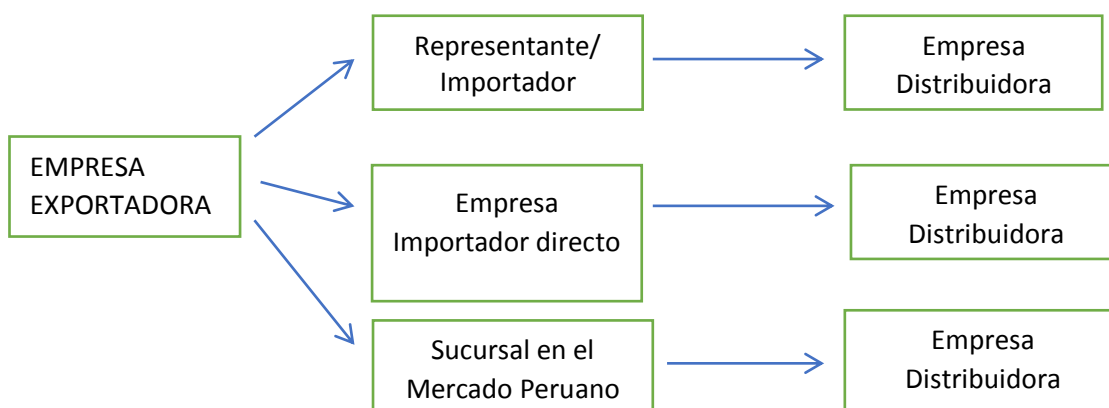 Representante/
Importador
Empresa
Distribuidora
EMPRESA
EXPORTADORA
Empresa
Importador directo
Empresa
Distribuidora
Sucursal en el
Mercado Peruano
Empresa
Distribuidora